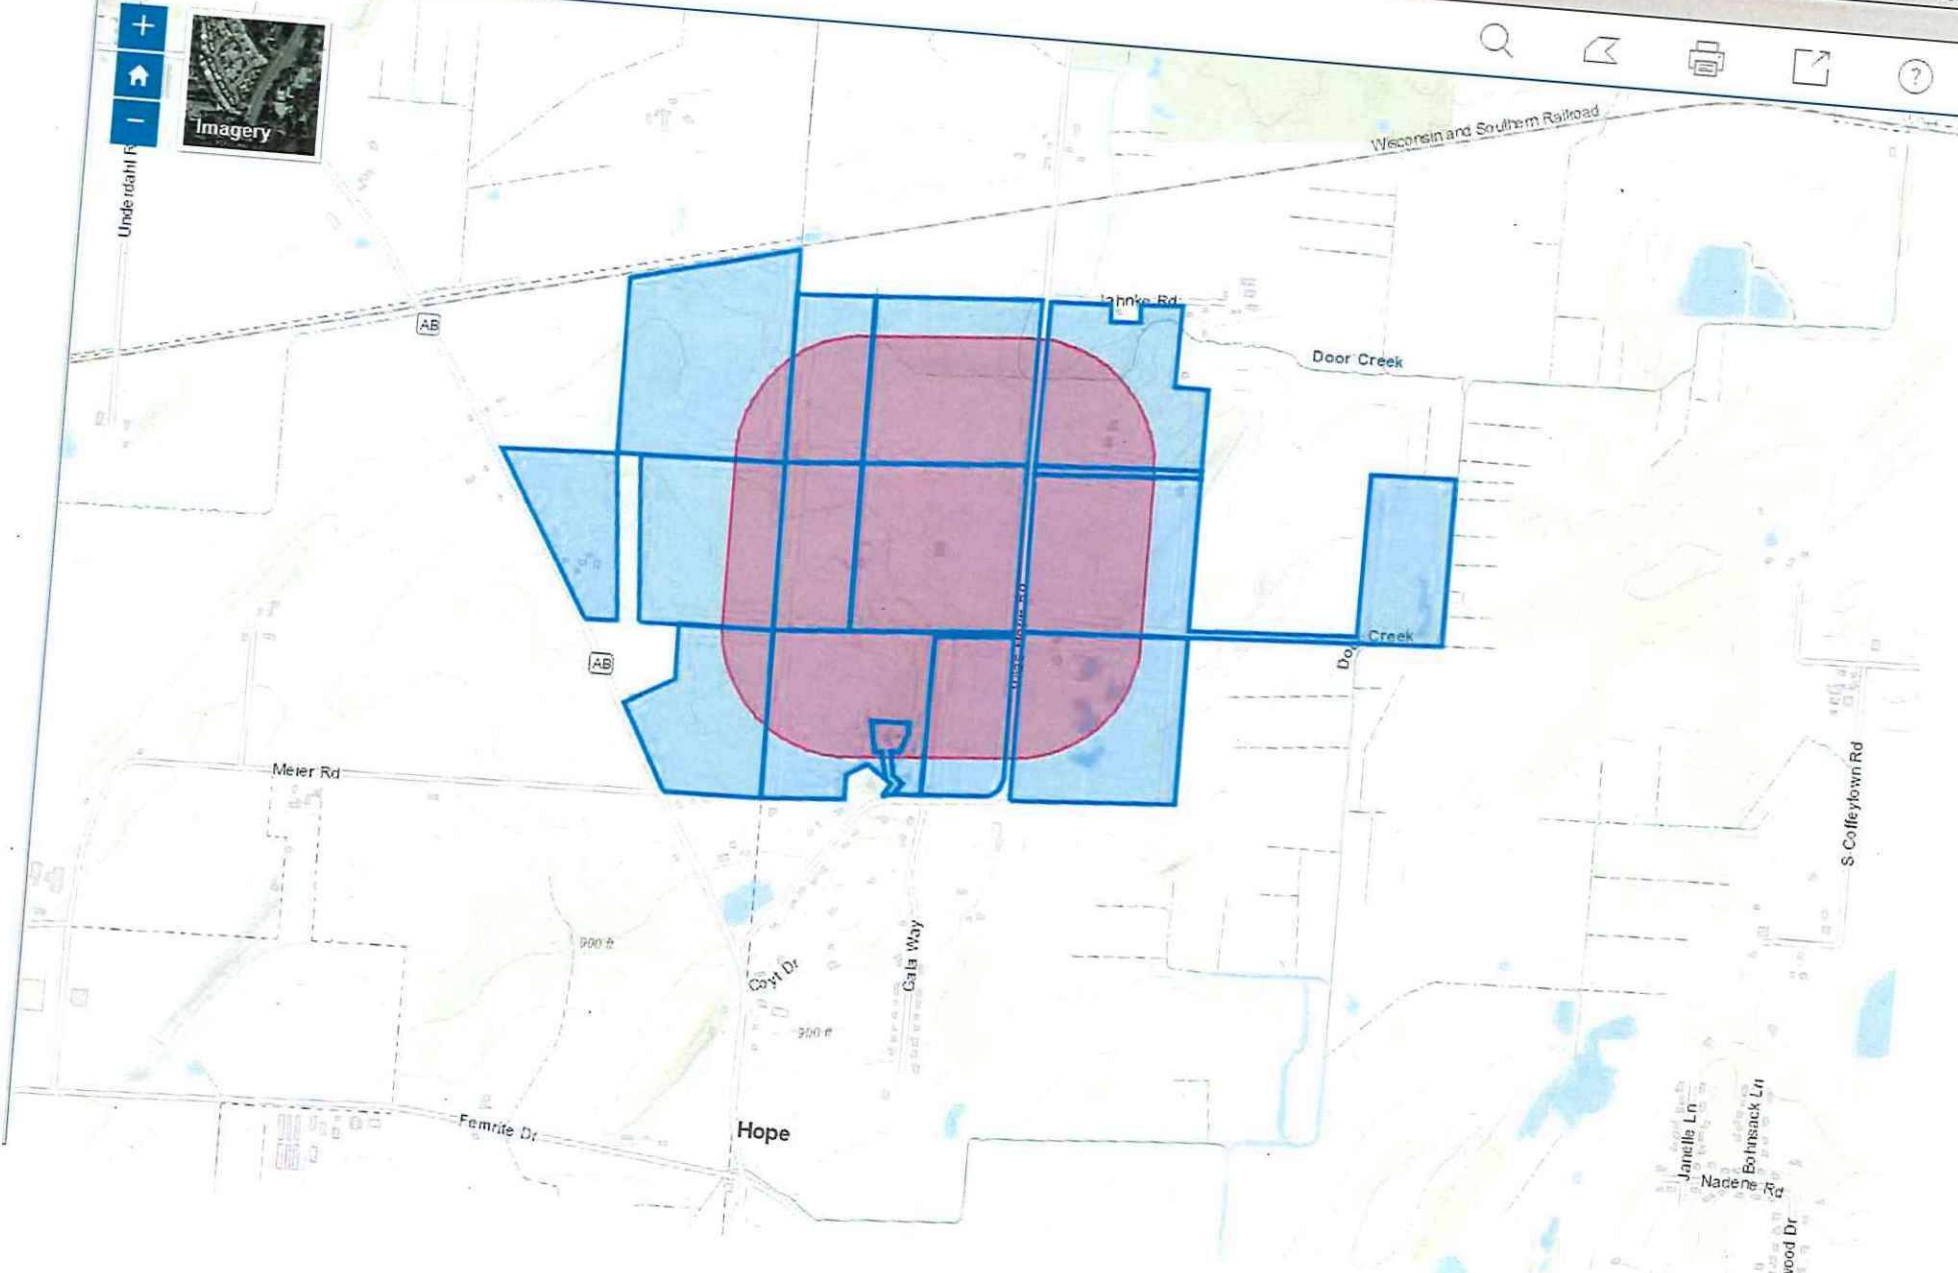 +
−
?
Imagery
Underdahl R
Wisconsin and Southern Railroad
AB
Jahnke Rd
Door Creek
Creek
Do
AB
Meier Rd
S Coffeytown Rd
900 ft
Coyt Dr
Gala Way
900 ft
Femrite Dr
Hope
Janelle Ln
Bohnsack Ln
Nadene Rd
wood Dr